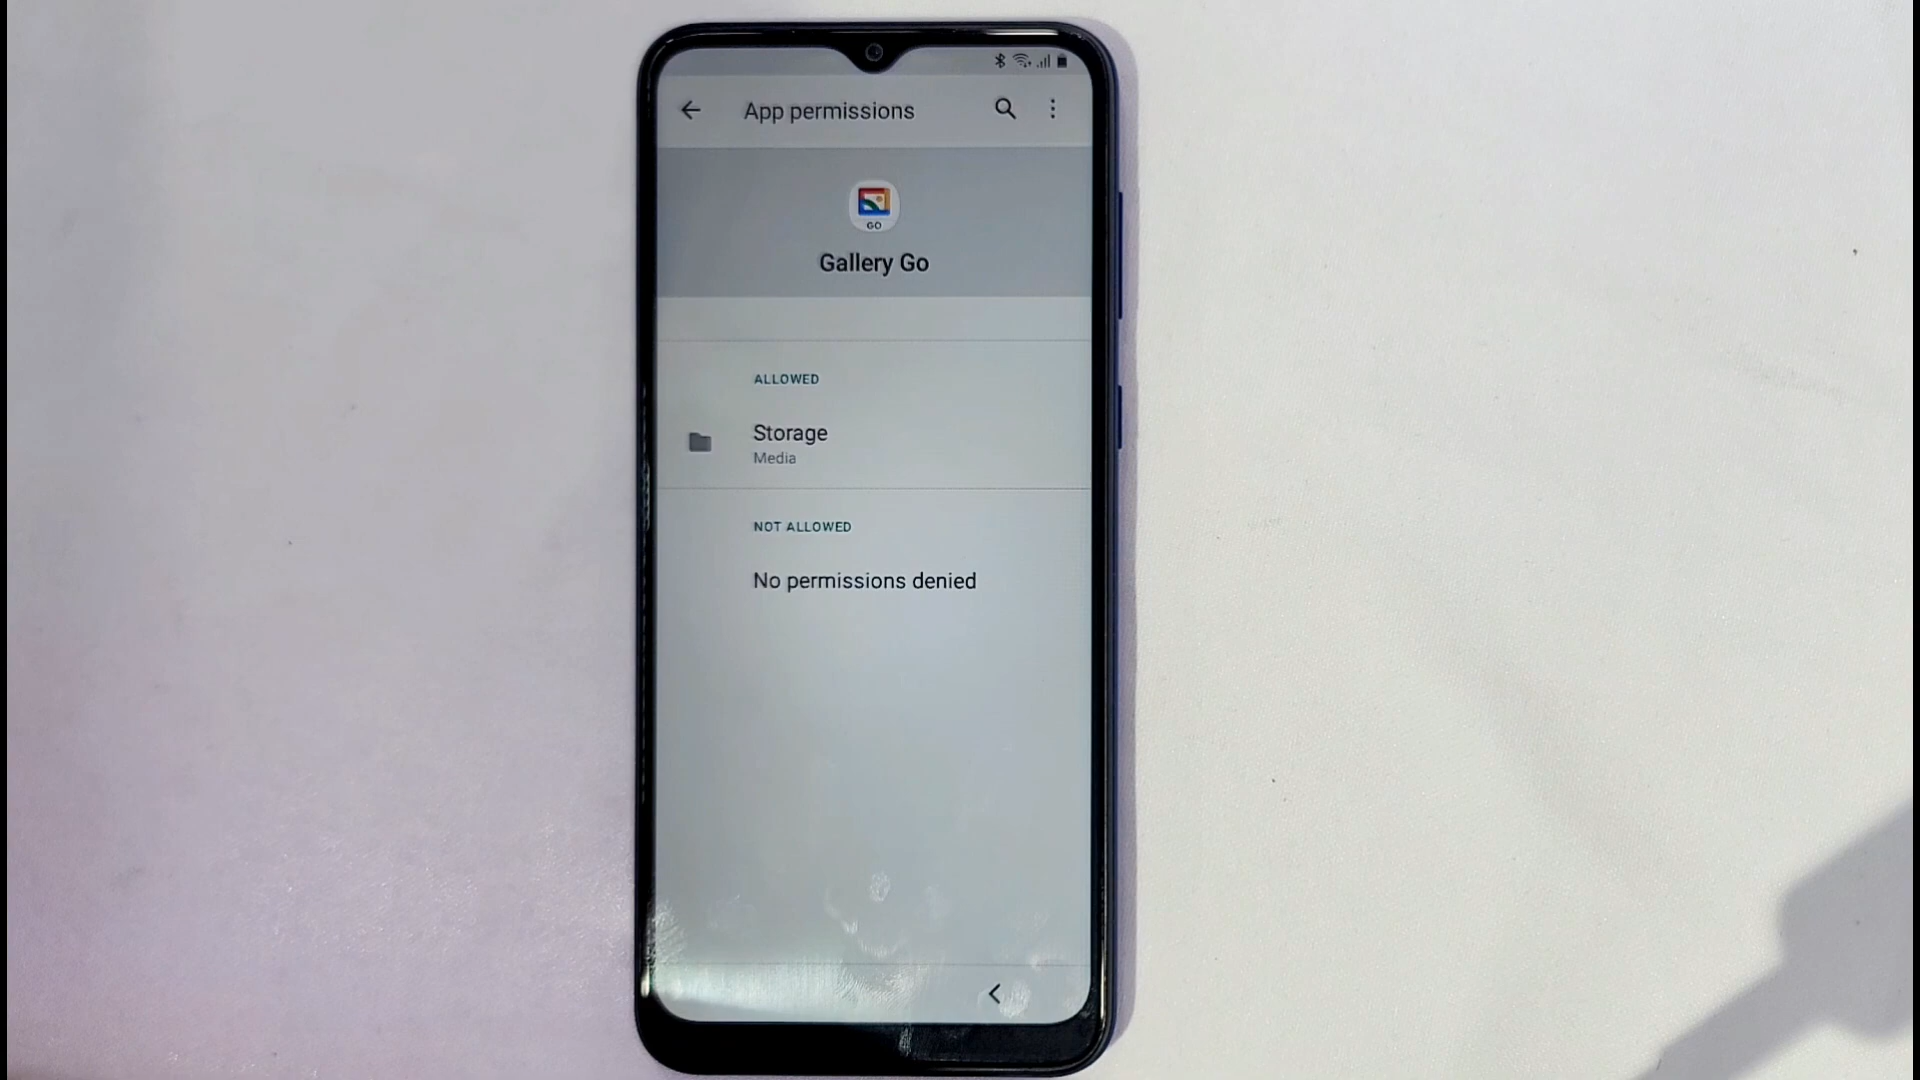 App permissions
GO
Gallery Go
ALLOWED
Storage
Media
NOT ALLOWED
No permissions denied